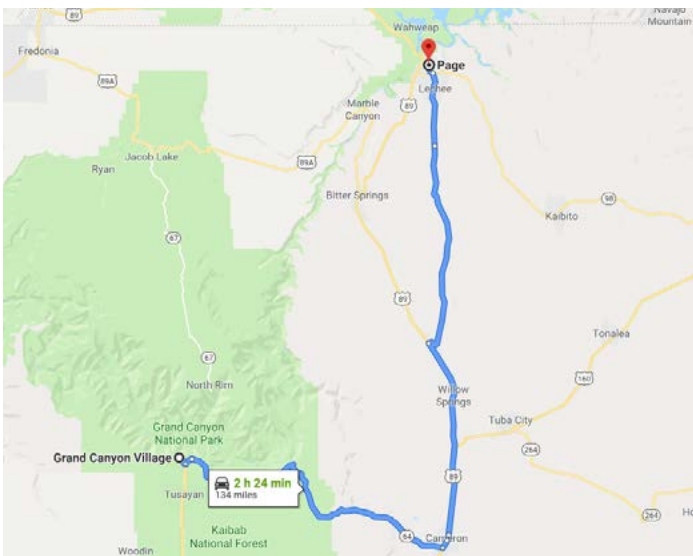 Navajo
Mountain
Wahweap
Fredonia
Page
89A
Lechee
89
Marble
Canyon
Jacob Lake
89A
Ryan
Bitter Springs
98
Kaibito
67
89
Tonalea
67
160
North Rim
Willow
Springs
Tuba City
Grand Canyon
National Park
264
Grand Canyon Village
89
2 h 24 min
134 miles
Tusayan
264
Ho
64
Cameron
Kaibab
National Forest
Woodin